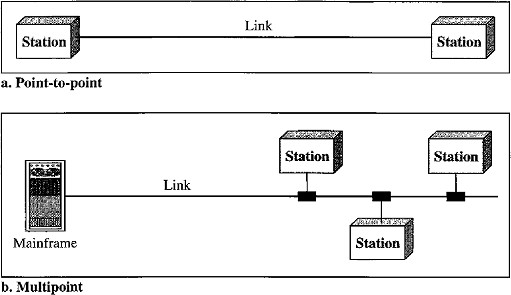 Link
Station
Station
a. Point-to-point
Station
Station
Link
Mainframe
Station
b. Multipoint